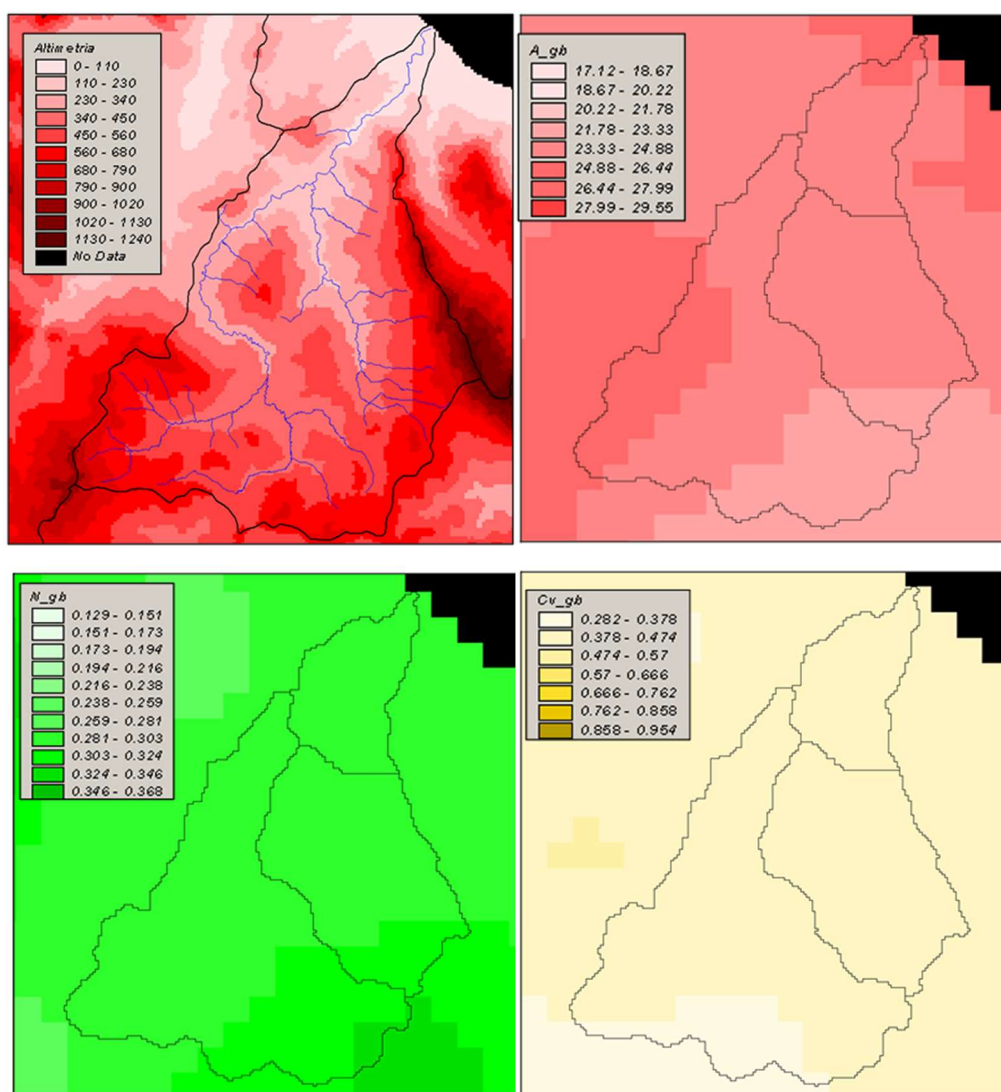 Altimetria
0 - 110
110 - 230
230 - 340
340 - 450
450 - 560
560 - 680
680 - 790
790 - 900
900 - 1020
1020 - 1130
1130 - 1240
No Data
A_gb
17.12 - 18.67
18.67 - 20.22
20.22 - 21.78
21.78 - 23.33
23.33 - 24.88
24.88 - 26.44
26.44 - 27.99
27.99 - 29.55
N_gb
0.129 - 0.151
0.151 - 0.173
0.173 - 0.194
0.194 - 0.216
0.216 - 0.238
0.238 - 0.259
0.259 - 0.281
0.281 - 0.303
0.303 - 0.324
0.324 - 0.346
0.346 - 0.368
Cv_gb
0.282 - 0.378
0.378 - 0.474
0.474 - 0.57
0.57 - 0.666
0.666 - 0.762
0.762 - 0.858
0.858 - 0.954